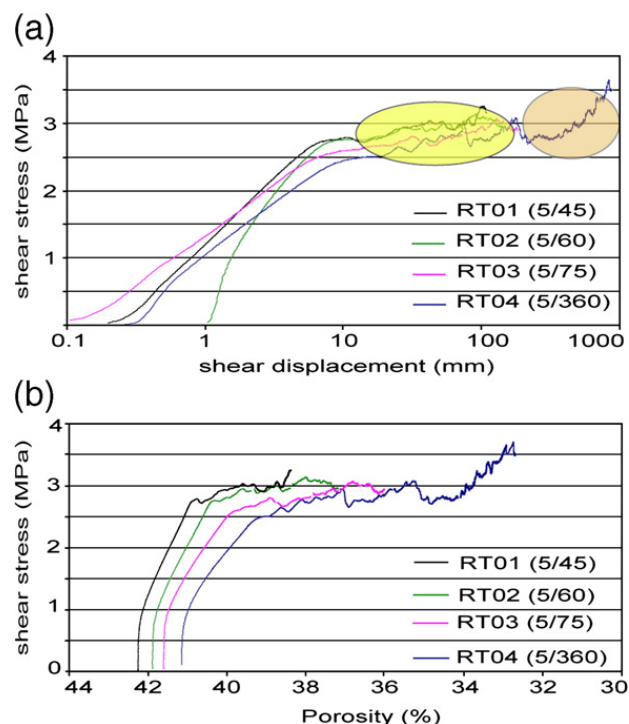 (a)
4
3
2
1
0
shear stress (MPa)
RT01 (5/45)
RT02 (5/60)
RT03 (5/75)
RT04 (5/360)
0.1 1 10 100 1000
shear displacement (mm)
(b)
4
3
2
1
0
shear stress (MPa)
RT01 (5/45)
RT02 (5/60)
RT03 (5/75)
RT04 (5/360)
44 42 40 38 36 34 32 30
Porosity (%)